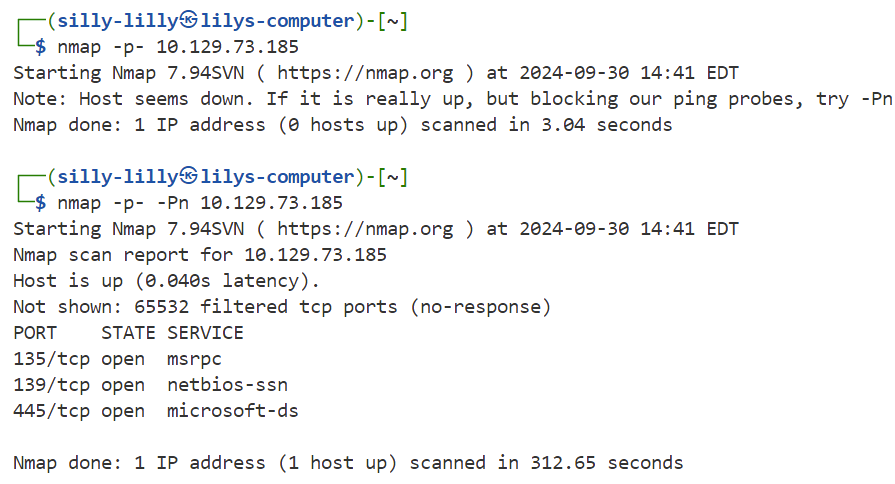 ┌──(silly-lilly㉿lilys-computer)-[~]
└─$ nmap -p- 10.129.73.185
Starting Nmap 7.94SVN ( https://nmap.org ) at 2024-09-30 14:41 EDT
Note: Host seems down. If it is really up, but blocking our ping probes, try -Pn
Nmap done: 1 IP address (0 hosts up) scanned in 3.04 seconds
┌──(silly-lilly㉿lilys-computer)-[~]
└─$ nmap -p- -Pn 10.129.73.185
Starting Nmap 7.94SVN ( https://nmap.org ) at 2024-09-30 14:41 EDT
Nmap scan report for 10.129.73.185
Host is up (0.040s latency).
Not shown: 65532 filtered tcp ports (no-response)
PORT    STATE SERVICE
135/tcp open  msrpc
139/tcp open  netbios-ssn
445/tcp open  microsoft-ds
Nmap done: 1 IP address (1 host up) scanned in 312.65 seconds